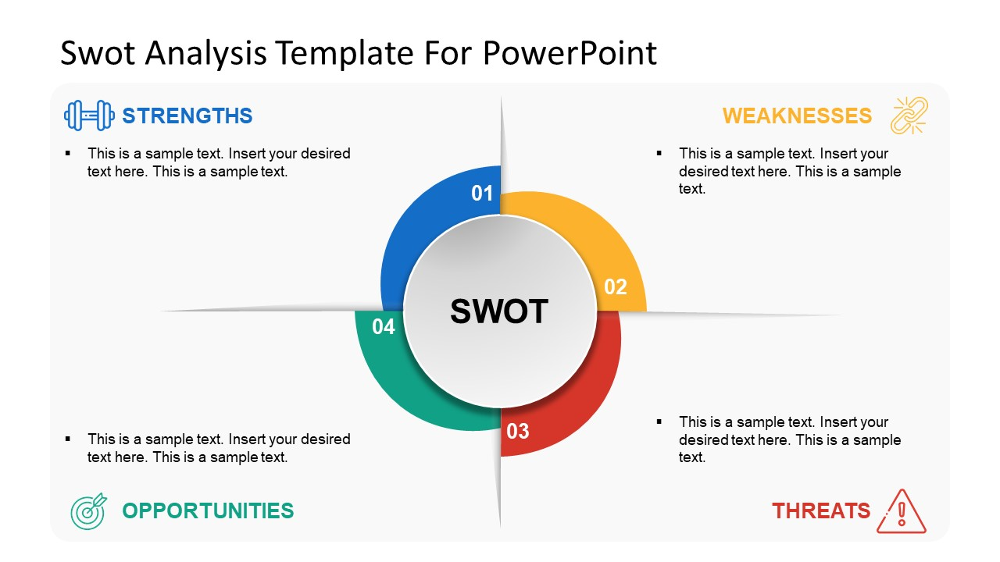 Swot Analysis Template For PowerPoint
STRENGTHS
▪ This is a sample text. Insert your desired
text here. This is a sample text.
WEAKNESSES
▪ This is a sample text. Insert your
desired text here. This is a sample
text.
01
02
SWOT
04
03
▪ This is a sample text. Insert your desired
text here. This is a sample text.
OPPORTUNITIES
▪ This is a sample text. Insert your
desired text here. This is a sample
text.
THREATS